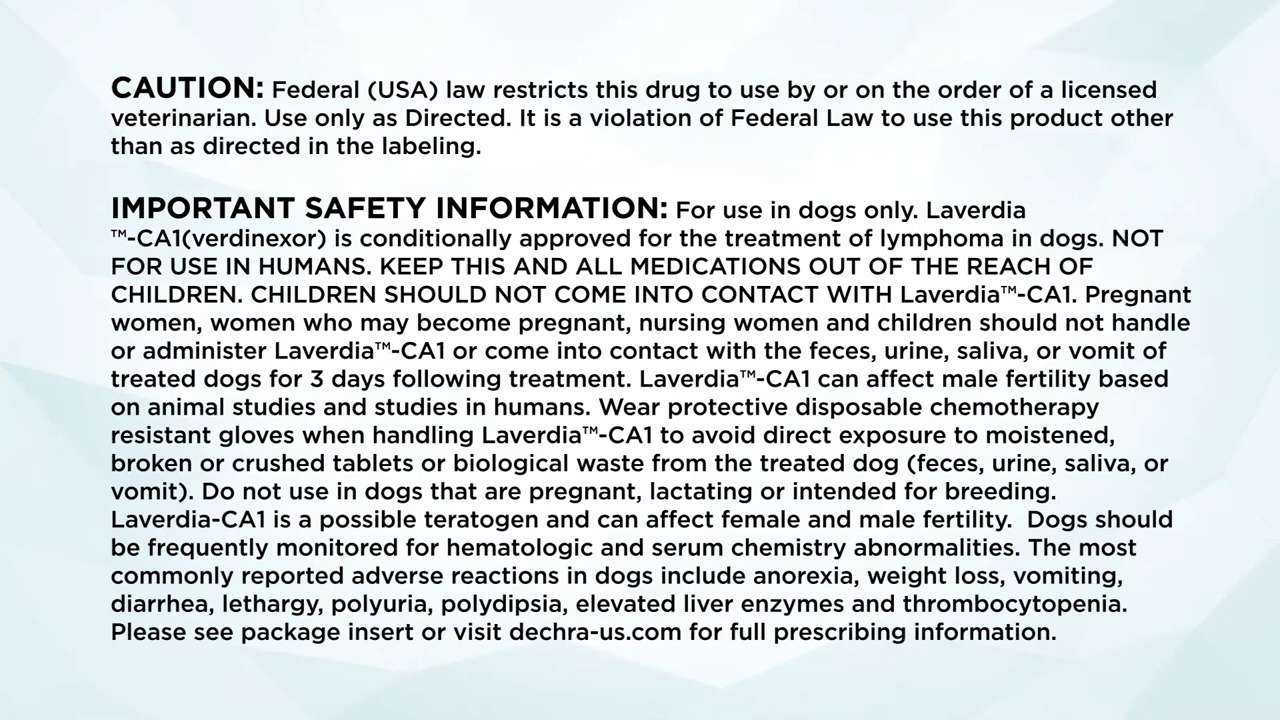 CAUTION: Federal (USA) law restricts this drug to use by or on the order of a licensed
veterinarian. Use only as Directed. It is a violation of Federal Law to use this product other
than as directed in the labeling.
IMPORTANT SAFETY INFORMATION: For use in dogs only. Laverdia
™-CA1(verdinexor) is conditionally approved for the treatment of lymphoma in dogs. NOT
FOR USE IN HUMANS. KEEP THIS AND ALL MEDICATIONS OUT OF THE REACH OF
CHILDREN. CHILDREN SHOULD NOT COME INTO CONTACT WITH Laverdia™-CA1. Pregnant
women, women who may become pregnant, nursing women and children should not handle
or administer Laverdia™-CA1 or come into contact with the feces, urine, saliva, or vomit of
treated dogs for 3 days following treatment. Laverdia™-CA1 can affect male fertility based
on animal studies and studies in humans. Wear protective disposable chemotherapy
resistant gloves when handling Laverdia™-CA1 to avoid direct exposure to moistened,
broken or crushed tablets or biological waste from the treated dog (feces, urine, saliva, or
vomit). Do not use in dogs that are pregnant, lactating or intended for breeding.
Laverdia-CA1 is a possible teratogen and can affect female and male fertility.  Dogs should
be frequently monitored for hematologic and serum chemistry abnormalities. The most
commonly reported adverse reactions in dogs include anorexia, weight loss, vomiting,
diarrhea, lethargy, polyuria, polydipsia, elevated liver enzymes and thrombocytopenia.
Please see package insert or visit dechra-us.com for full prescribing information.